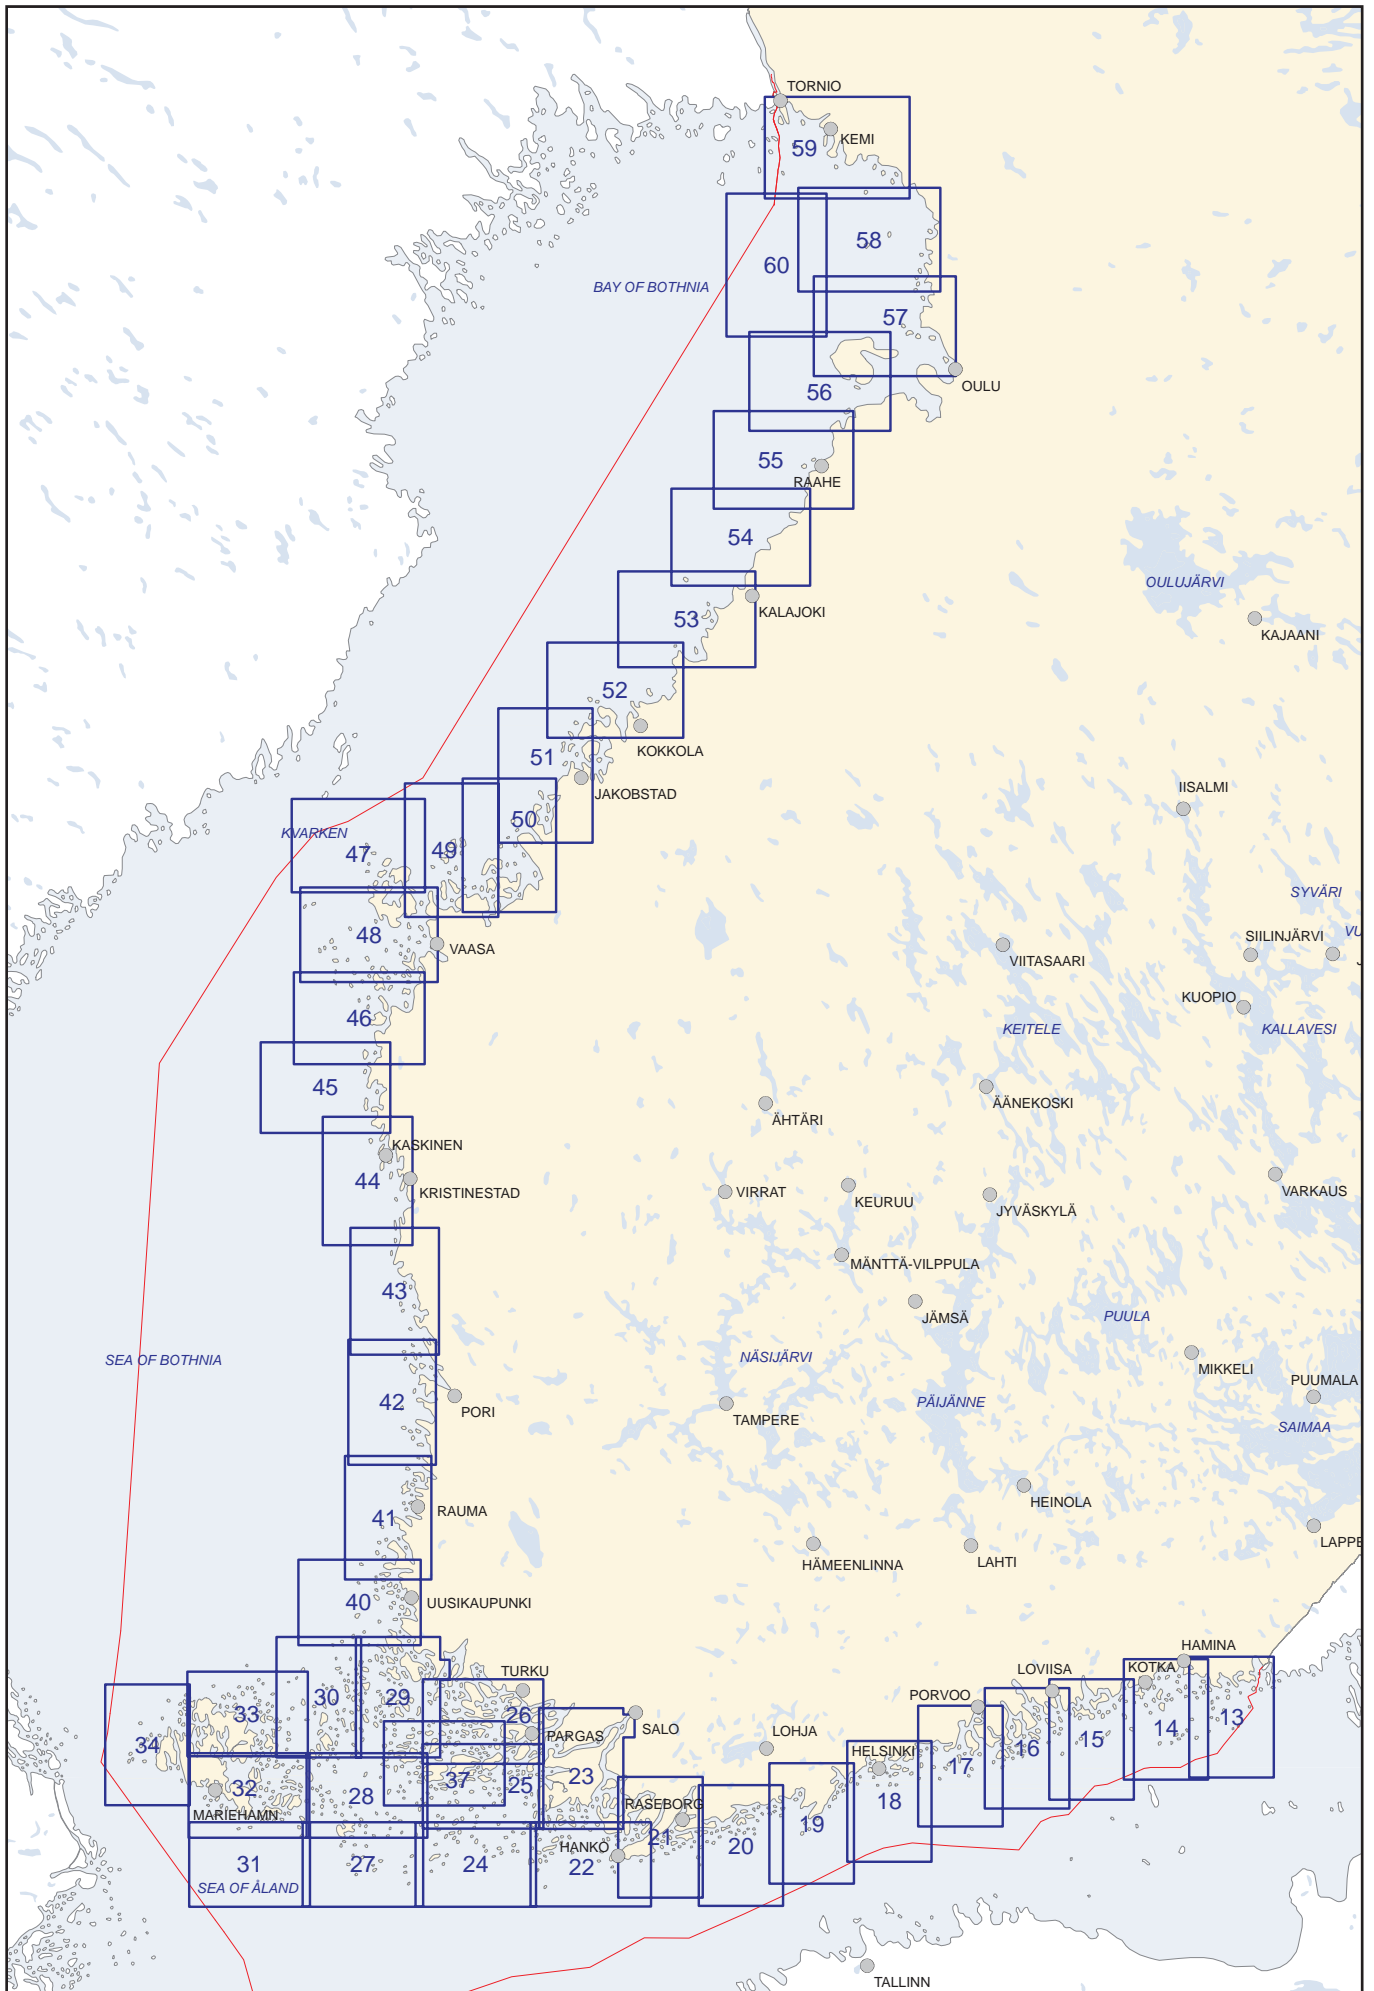 TORNIO
KEMI
59
58
60
BAY OF BOTHNIA
57
OULU
56
55
RAAHE
54
OULUJÄRVI
KALAJOKI
53
KAJAANI
52
KOKKOLA
51
JAKOBSTAD
IISALMI
50
KVARKEN
49
47
SYVÄRI
48
VAASA
SIILINJÄRVI
VU
VIITASAARI
J
KUOPIO
46
KEITELE
KALLAVESI
45
ÄÄNEKOSKI
ÄHTÄRI
KASKINEN
44
KRISTINESTAD
VIRRAT
KEURUU
VARKAUS
JYVÄSKYLÄ
MÄNTTÄ-VILPPULA
43
JÄMSÄ
PUULA
SEA OF BOTHNIA
NÄSIJÄRVI
MIKKELI
PUUMALA
42
PORI
PÄIJÄNNE
TAMPERE
SAIMAA
HEINOLA
RAUMA
41
LAPPE
HÄMEENLINNA
LAHTI
40
UUSIKAUPUNKI
HAMINA
TURKU
LOVIISA
KOTKA
30
29
PORVOO
33
26
PARGAS
SALO
13
14
15
LOHJA
34
HELSINKI
16
17
37
25
23
32
28
18
MARIEHAMN
RASEBORG
19
21
20
HANKO
31
27
24
22
SEA OF ÅLAND
TALLINN